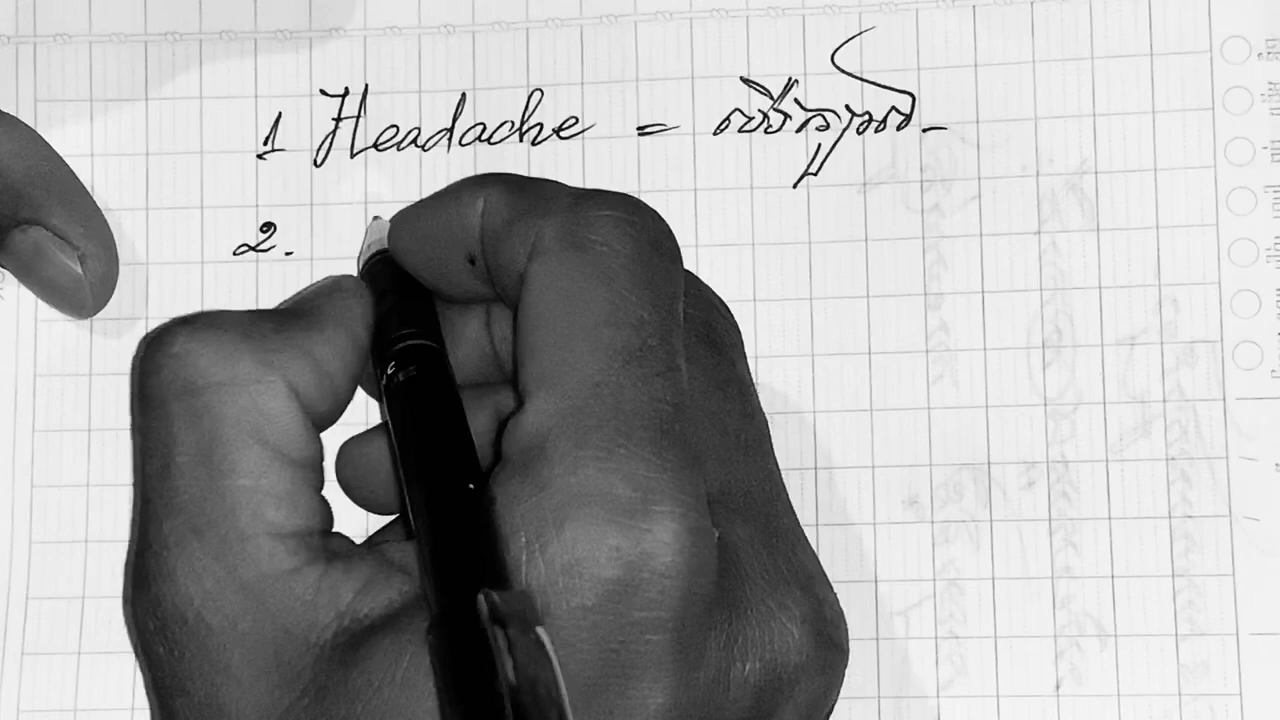 1 Headache = ឈឺក្បាល -
2.